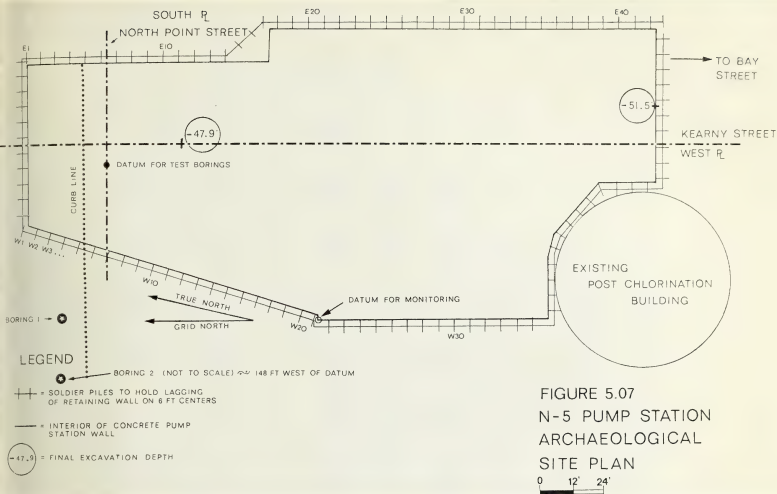 SOUTH PL
NORTH POINT STREET
E1
E10
E20
E30
E40
TO BAY
STREET
-47.9
-51.5
KEARNY STREET
WEST PL
DATUM FOR TEST BORINGS
CURB LINE
W1 W2 W3...
W10
W20
W30
TRUE NORTH
GRID NORTH
DATUM FOR MONITORING
EXISTING
POST CHLORINATION
BUILDING
BORING 1
LEGEND
BORING 2 (NOT TO SCALE) ≈ 148 FT WEST OF DATUM
= SOLDIER PILES TO HOLD LAGGING
OF RETAINING WALL ON 6 FT CENTERS
= INTERIOR OF CONCRETE PUMP
STATION WALL
-47.9 = FINAL EXCAVATION DEPTH
FIGURE 5.07
N-5 PUMP STATION
ARCHAEOLOGICAL
SITE PLAN
0 12' 24'